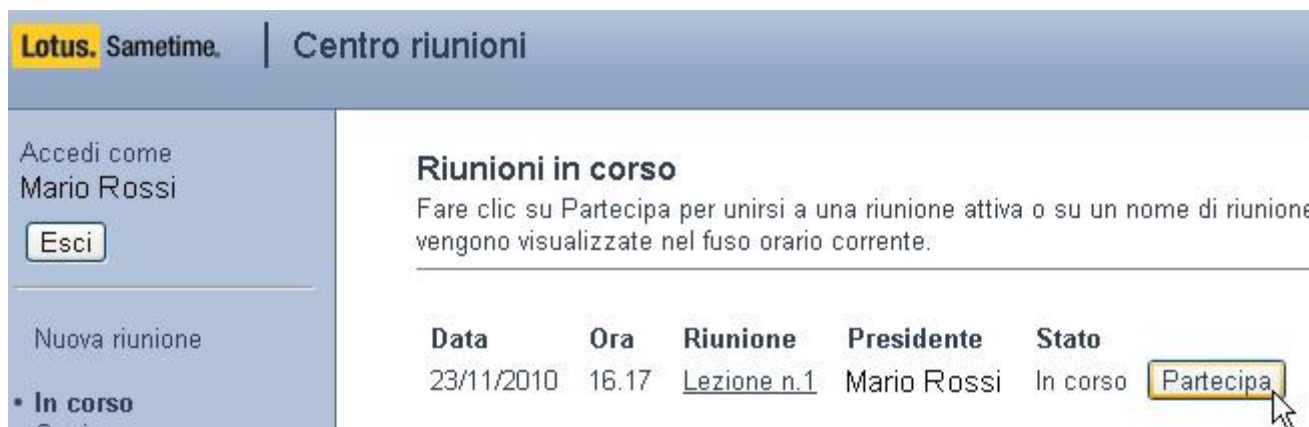 Lotus. Sametime. | Centro riunioni
Accedi come
Mario Rossi
Esci
Nuova riunione
• In corso
Riunioni in corso
Fare clic su Partecipa per unirsi a una riunione attiva o su un nome di riunione
vengono visualizzate nel fuso orario corrente.
Data Ora Riunione Presidente Stato
23/11/2010 16.17 Lezione n.1 Mario Rossi In corso Partecipa